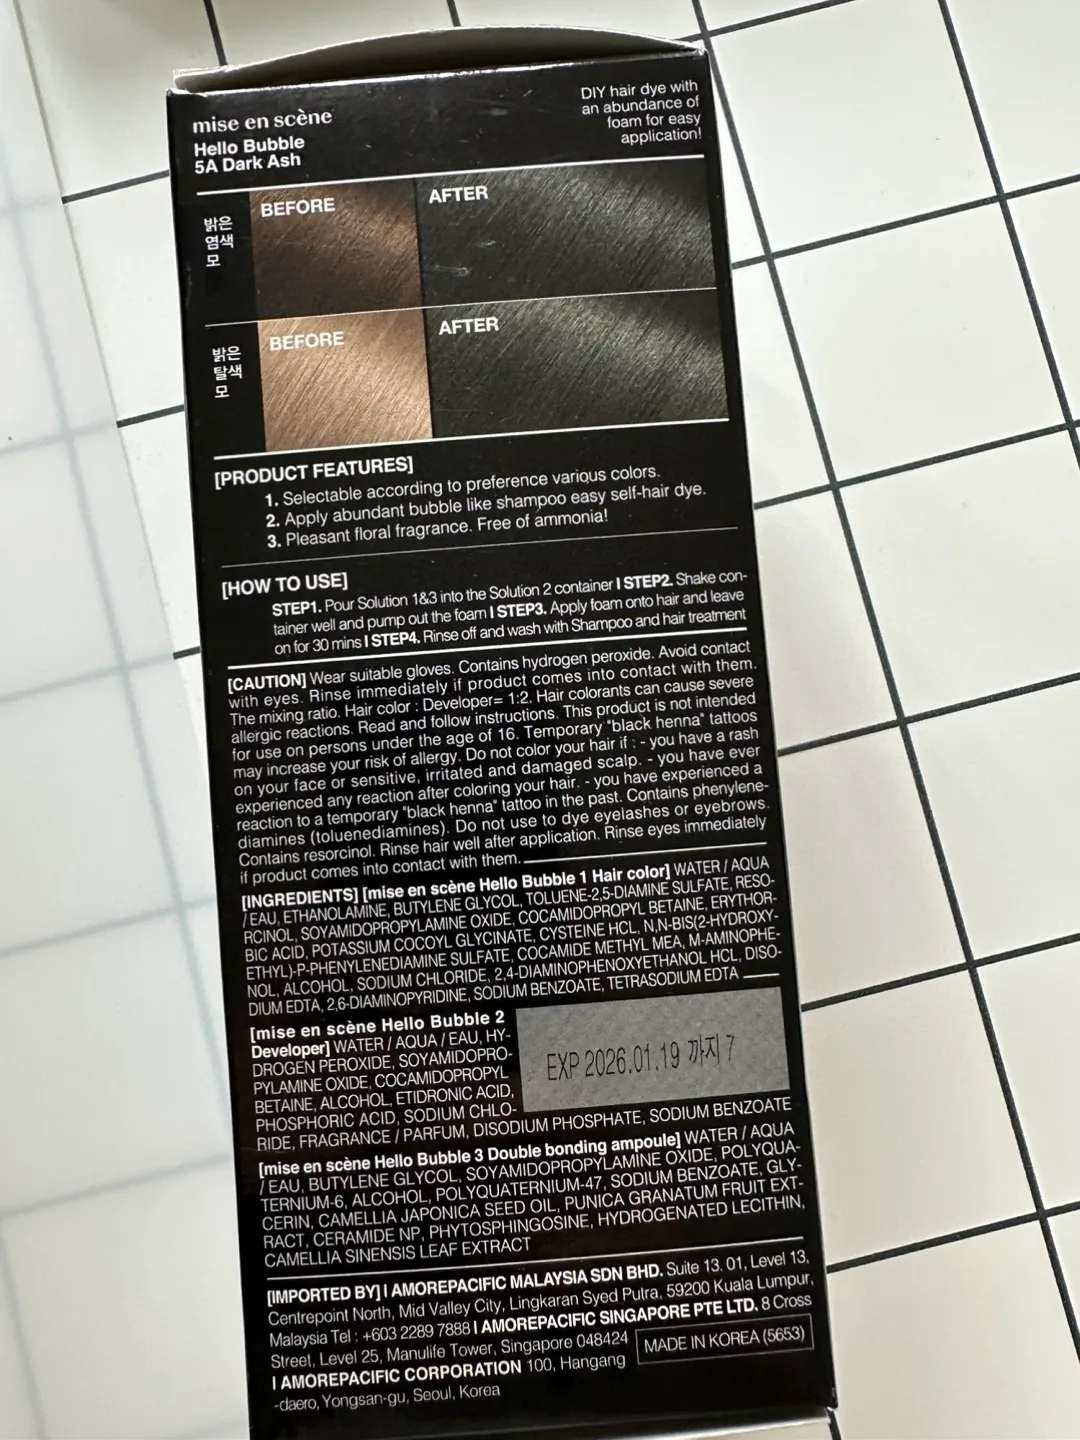 mise en scène
Hello Bubble
5A Dark Ash
DIY hair dye with
an abundance of
foam for easy
application!
밝은
염색
모
BEFORE
AFTER
밝은
탈색
모
BEFORE
AFTER
[PRODUCT FEATURES]
1. Selectable according to preference various colors.
2. Apply abundant bubble like shampoo easy self-hair dye.
3. Pleasant floral fragrance. Free of ammonia!
[HOW TO USE]
STEP1. Pour Solution 1&3 into the Solution 2 container I STEP2. Shake con-
tainer well and pump out the foam I STEP3. Apply foam onto hair and leave
on for 30 mins I STEP4. Rinse off and wash with Shampoo and hair treatment
[CAUTION] Wear suitable gloves. Contains hydrogen peroxide. Avoid contact
with eyes. Rinse immediately if product comes into contact with them.
The mixing ratio. Hair color : Developer= 1:2. Hair colorants can cause severe
allergic reactions. Read and follow instructions. This product is not intended
for use on persons under the age of 16. Temporary "black henna" tattoos
may increase your risk of allergy. Do not color your hair if : - you have a rash
on your face or sensitive, irritated and damaged scalp. - you have ever
experienced any reaction after coloring your hair. - you have experienced a
reaction to a temporary "black henna" tattoo in the past. Contains phenylene-
diamines (toluenediamines). Do not use to dye eyelashes or eyebrows.
Contains resorcinol. Rinse hair well after application. Rinse eyes immediately
if product comes into contact with them.
[INGREDIENTS] [mise en scène Hello Bubble 1 Hair color] WATER / AQUA
/ EAU, ETHANOLAMINE, BUTYLENE GLYCOL, TOLUENE-2,5-DIAMINE SULFATE, RESO-
RCINOL, SOYAMIDOPROPYLAMINE OXIDE, COCAMIDOPROPYL BETAINE, ERYTHOR-
BIC ACID, POTASSIUM COCOYL GLYCINATE, CYSTEINE HCL, N,N-BIS(2-HYDROXY-
ETHYL)-P-PHENYLENEDIAMINE SULFATE, COCAMIDE METHYL MEA, M-AMINOPHE-
NOL, ALCOHOL, SODIUM CHLORIDE, 2,4-DIAMINOPHENOXYETHANOL HCL, DISO-
DIUM EDTA, 2,6-DIAMINOPYRIDINE, SODIUM BENZOATE, TETRASODIUM EDTA
[mise en scène Hello Bubble 2
Developer] WATER / AQUA / EAU, HY-
DROGEN PEROXIDE, SOYAMIDOPRO-
PYLAMINE OXIDE, COCAMIDOPROPYL
BETAINE, ALCOHOL, ETIDRONIC ACID,
PHOSPHORIC ACID, SODIUM CHLO-
RIDE, FRAGRANCE / PARFUM, DISODIUM PHOSPHATE, SODIUM BENZOATE
EXP 2026.01.19 까지 7
[mise en scène Hello Bubble 3 Double bonding ampoule] WATER / AQUA
/ EAU, BUTYLENE GLYCOL, SOYAMIDOPROPYLAMINE OXIDE, POLYQUA-
TERNIUM-6, ALCOHOL, POLYQUATERNIUM-47, SODIUM BENZOATE, GLY-
CERIN, CAMELLIA JAPONICA SEED OIL, PUNICA GRANATUM FRUIT EXT-
RACT, CERAMIDE NP, PHYTOSPHINGOSINE, HYDROGENATED LECITHIN,
CAMELLIA SINENSIS LEAF EXTRACT
[IMPORTED BY] I AMOREPACIFIC MALAYSIA SDN BHD. Suite 13. 01, Level 13,
Centrepoint North, Mid Valley City, Lingkaran Syed Putra, 59200 Kuala Lumpur,
Malaysia Tel : +603 2289 7888 I AMOREPACIFIC SINGAPORE PTE LTD. 8 Cross
Street, Level 25, Manulife Tower, Singapore 048424
I AMOREPACIFIC CORPORATION 100, Hangang
-daero, Yongsan-gu, Seoul, Korea
MADE IN KOREA (5653)